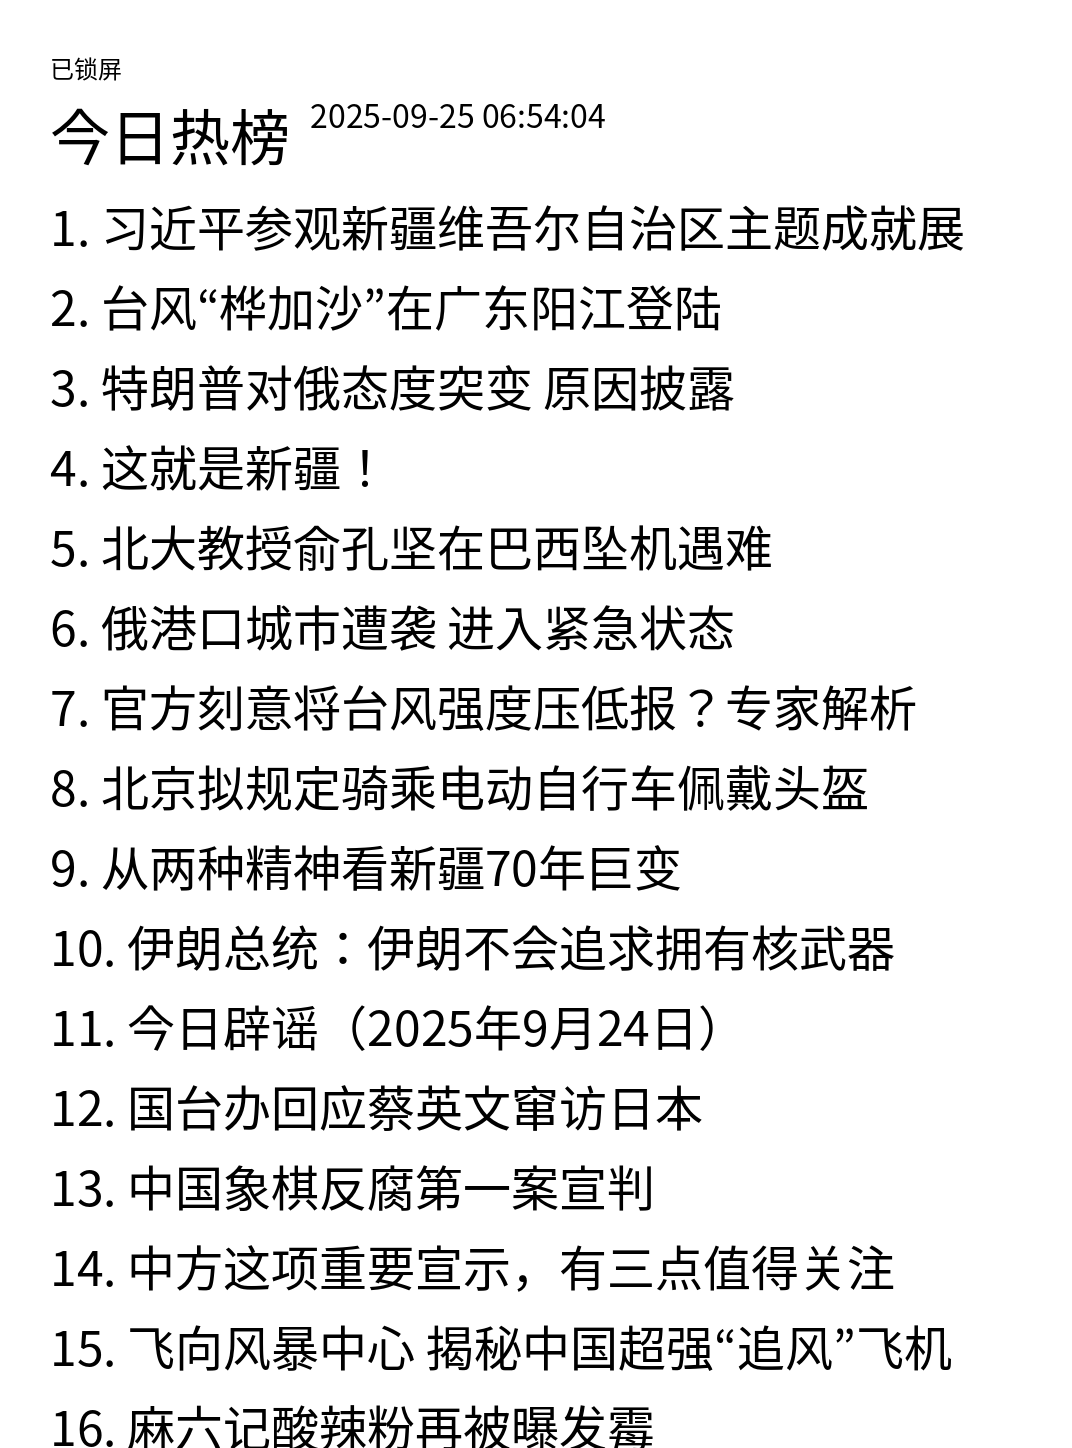 已锁屏
今日热榜 2025-09-25 06:54:04
1. 习近平参观新疆维吾尔自治区主题成就展
2. 台风“桦加沙”在广东阳江登陆
3. 特朗普对俄态度突变 原因披露
4. 这就是新疆！
5. 北大教授俞孔坚在巴西坠机遇难
6. 俄港口城市遭袭 进入紧急状态
7. 官方刻意将台风强度压低报？专家解析
8. 北京拟规定骑乘电动自行车佩戴头盔
9. 从两种精神看新疆70年巨变
10. 伊朗总统：伊朗不会追求拥有核武器
11. 今日辟谣（2025年9月24日）
12. 国台办回应蔡英文窜访日本
13. 中国象棋反腐第一案宣判
14. 中方这项重要宣示，有三点值得关注
15. 飞向风暴中心 揭秘中国超强“追风”飞机
16. 麻六记酸辣粉再被曝发霉